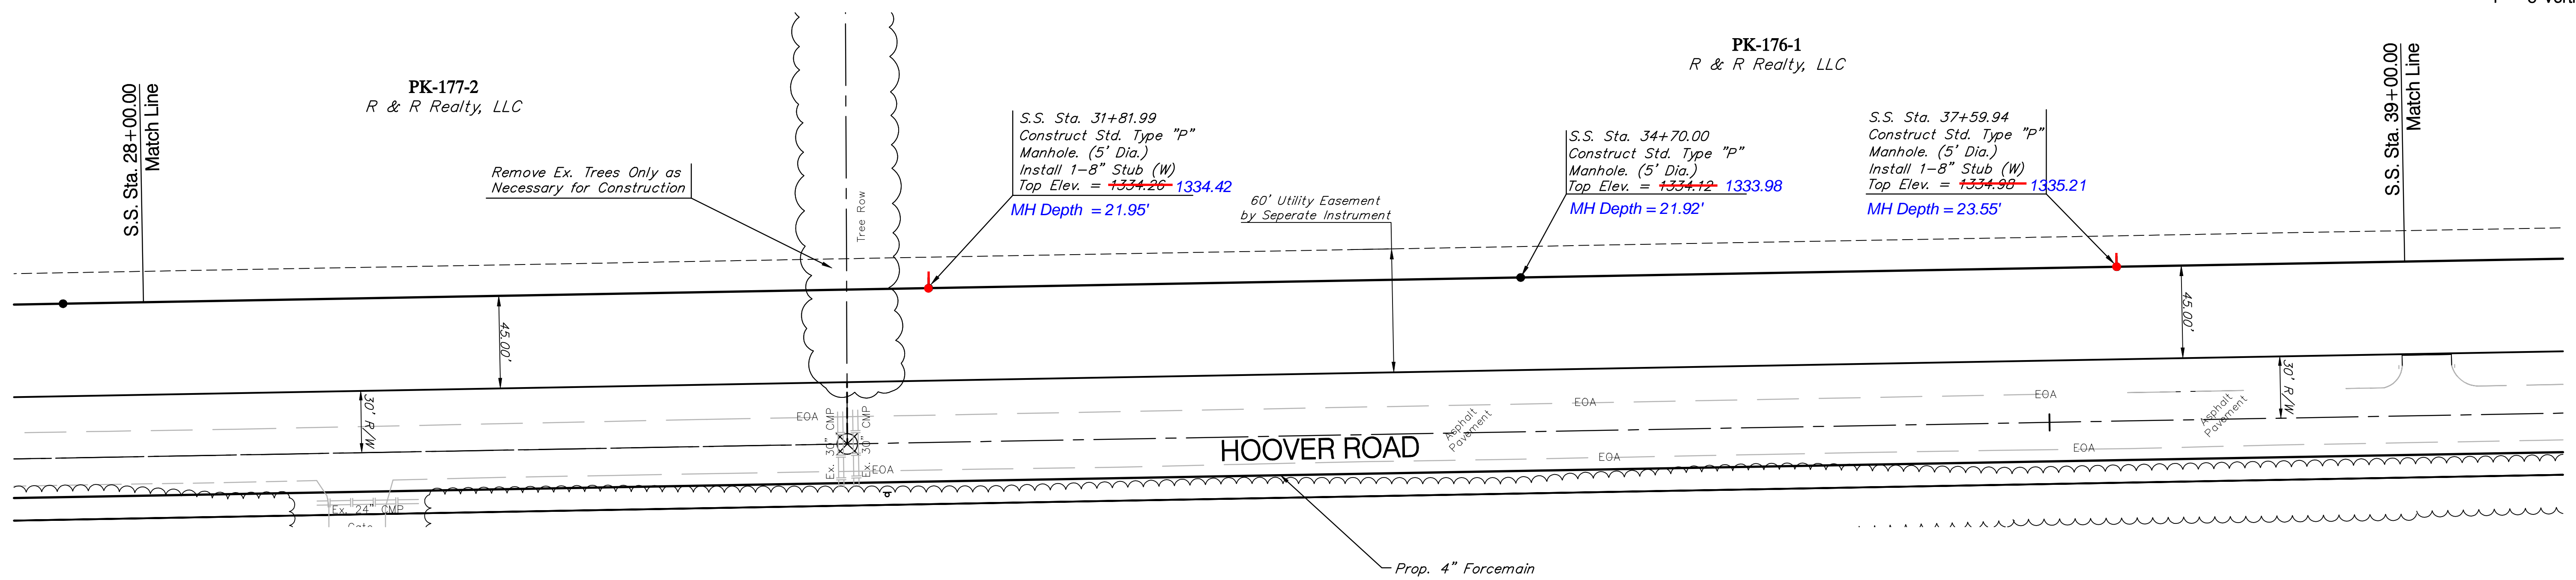 S.S. Sta. 28+00.00
Match Line
PK-177-2
R & R Realty, LLC
Remove Ex. Trees Only as
Necessary for Construction
Tree Row
S.S. Sta. 31+81.99
Construct Std. Type "P"
Manhole. (5' Dia.)
Install 1-8" Stub (W)
Top Elev. = 1334.26 1334.42
MH Depth = 21.95'
60' Utility Easement
by Seperate Instrument
PK-176-1
R & R Realty, LLC
S.S. Sta. 34+70.00
Construct Std. Type "P"
Manhole. (5' Dia.)
Top Elev. = 1334.12 1333.98
MH Depth = 21.92'
S.S. Sta. 37+59.94
Construct Std. Type "P"
Manhole. (5' Dia.)
Install 1-8" Stub (W)
Top Elev. = 1334.98 1335.21
MH Depth = 23.55'
S.S. Sta. 39+00.00
Match Line
45.00'
45.00'
30' R/W
30' R/W
EOA
EOA
EOA
EOA
EOA
EOA
Ex. 30" CMP
Ex. 30" CMP
Asphalt
Pavement
Asphalt
Pavement
HOOVER ROAD
Ex. 24" CMP
Prop. 4" Forcemain